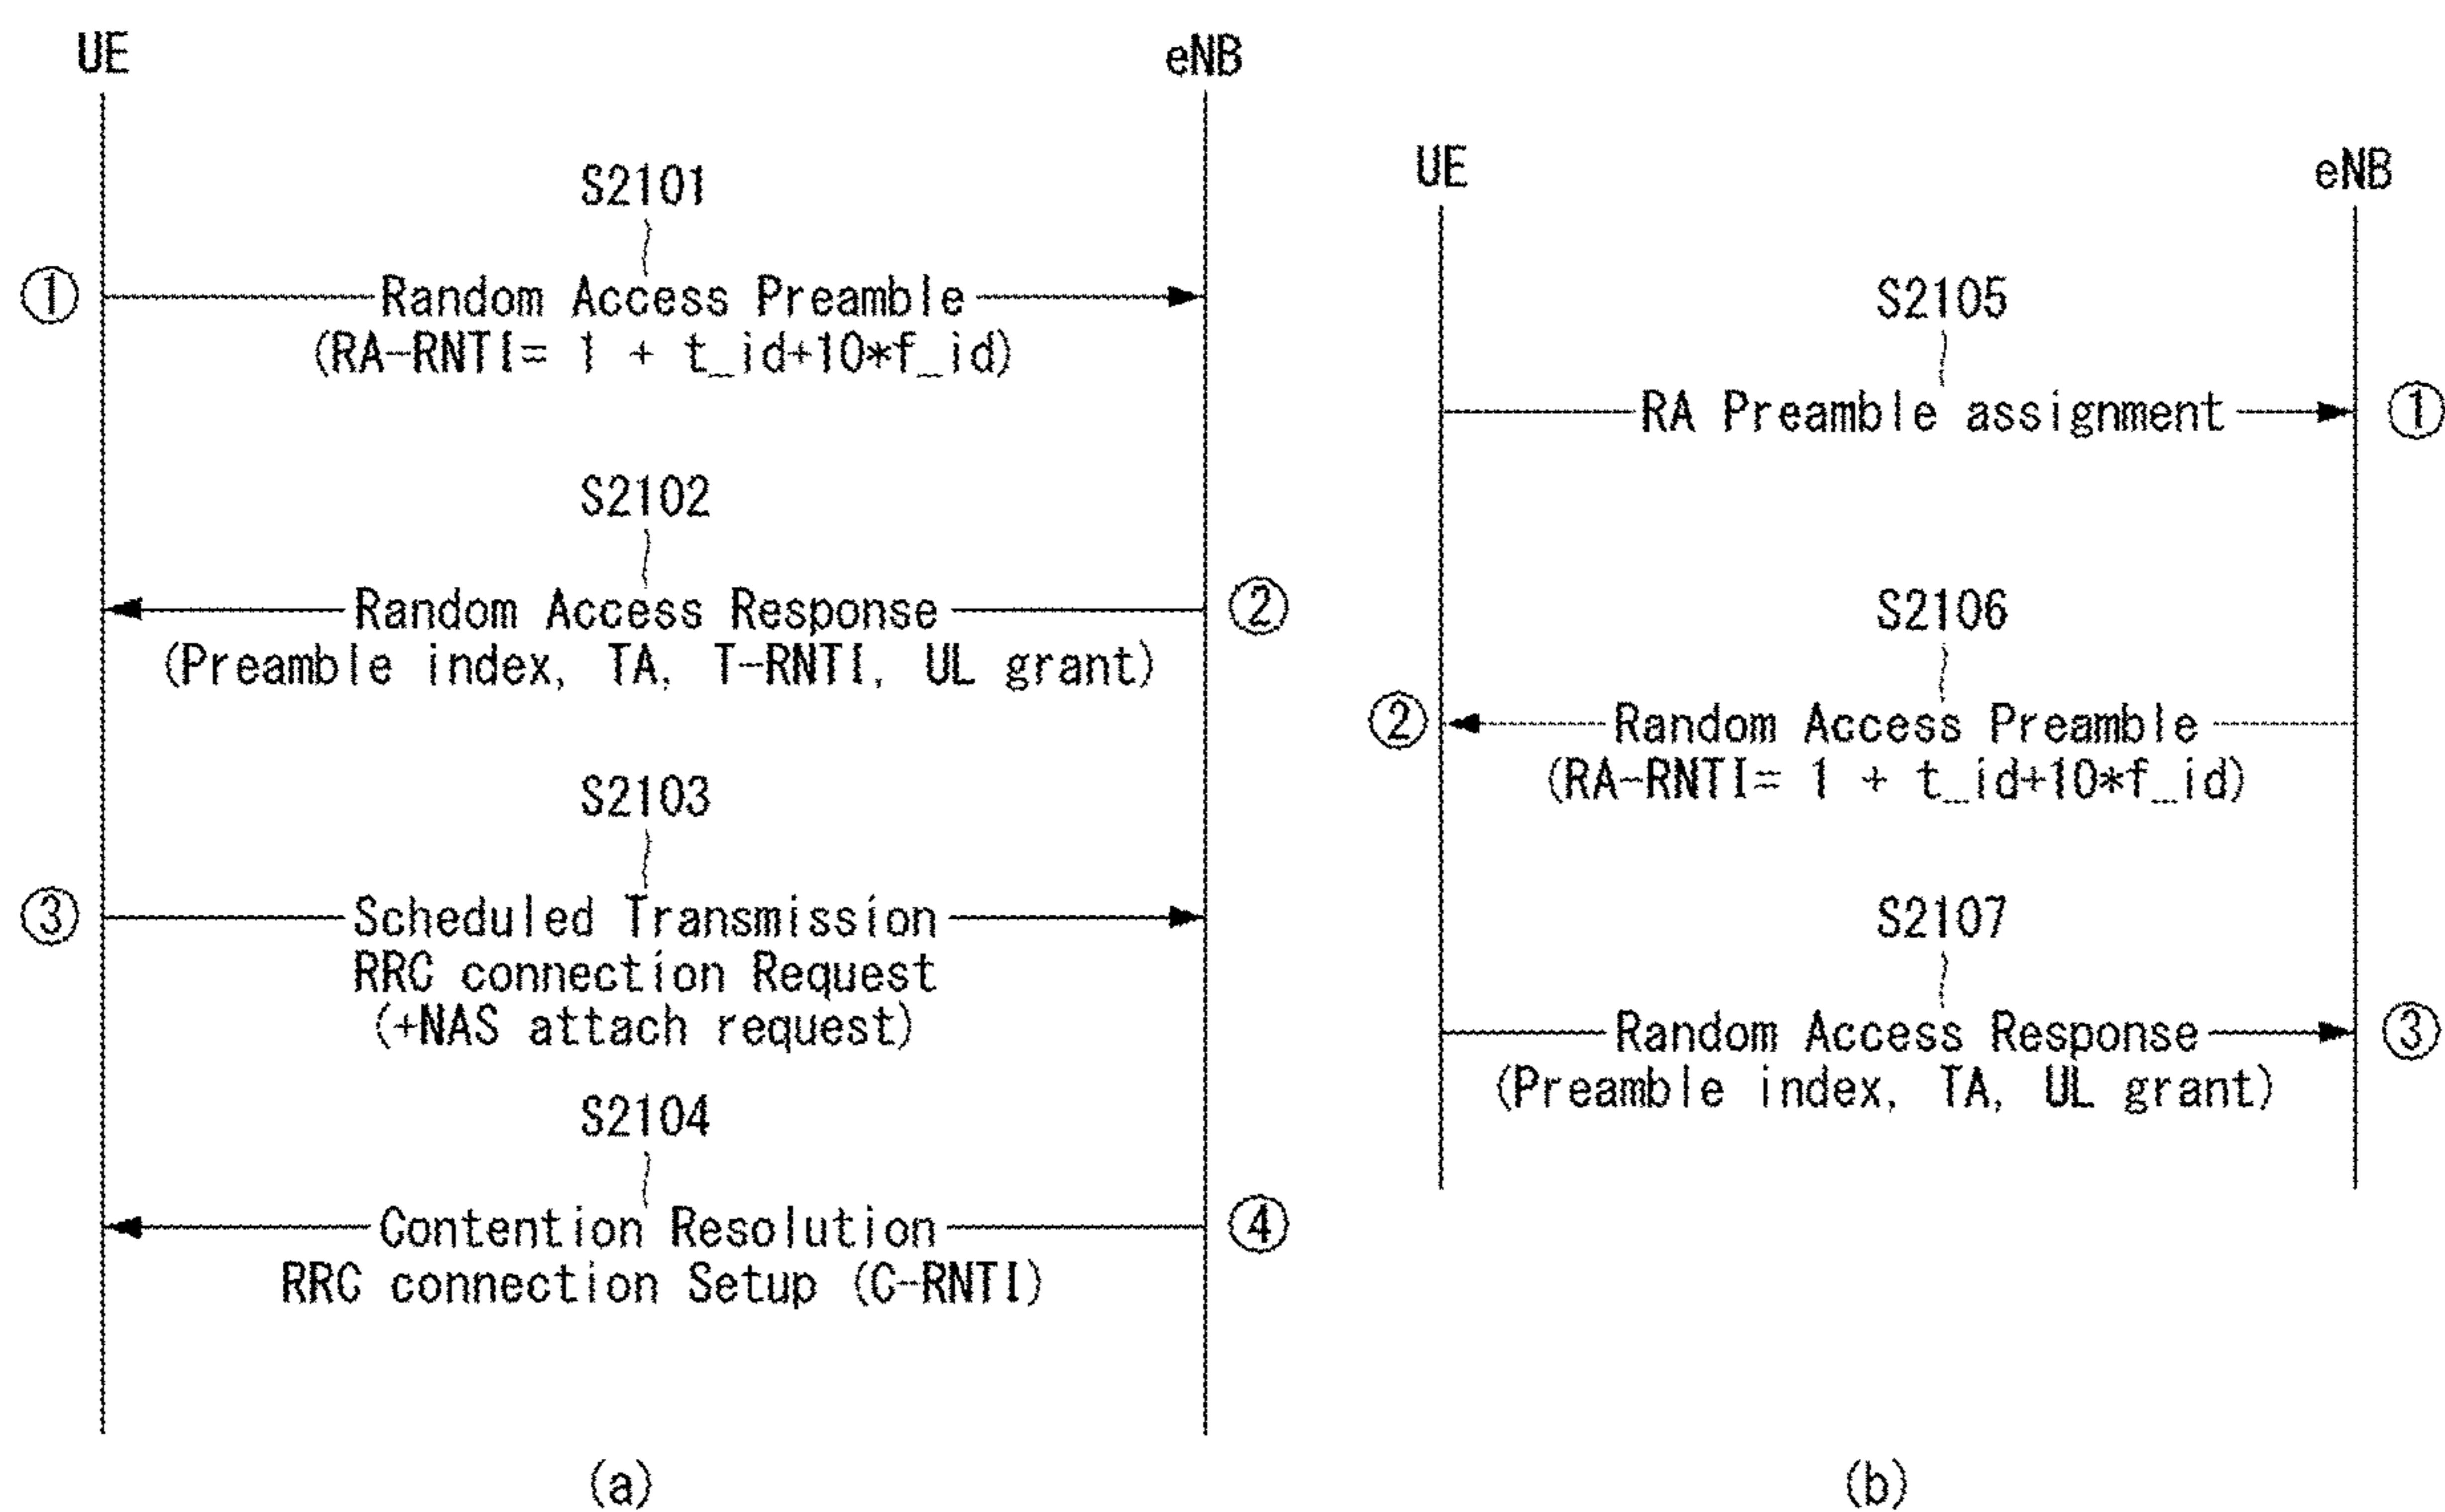 UE
eNB
S2101
①
Random Access Preamble
(RA-RNTI= 1 + t_id+10*f_id)
S2102
Random Access Response
②
(Preamble index, TA, T-RNTI, UL grant)
S2103
③
Scheduled Transmission
RRC connection Request
(+NAS attach request)
S2104
Contention Resolution
④
RRC connection Setup (C-RNTI)
(a)
UE
eNB
S2105
RA Preamble assignment
①
S2106
②
Random Access Preamble
(RA-RNTI= 1 + t_id+10*f_id)
S2107
Random Access Response
③
(Preamble index, TA, UL grant)
(b)